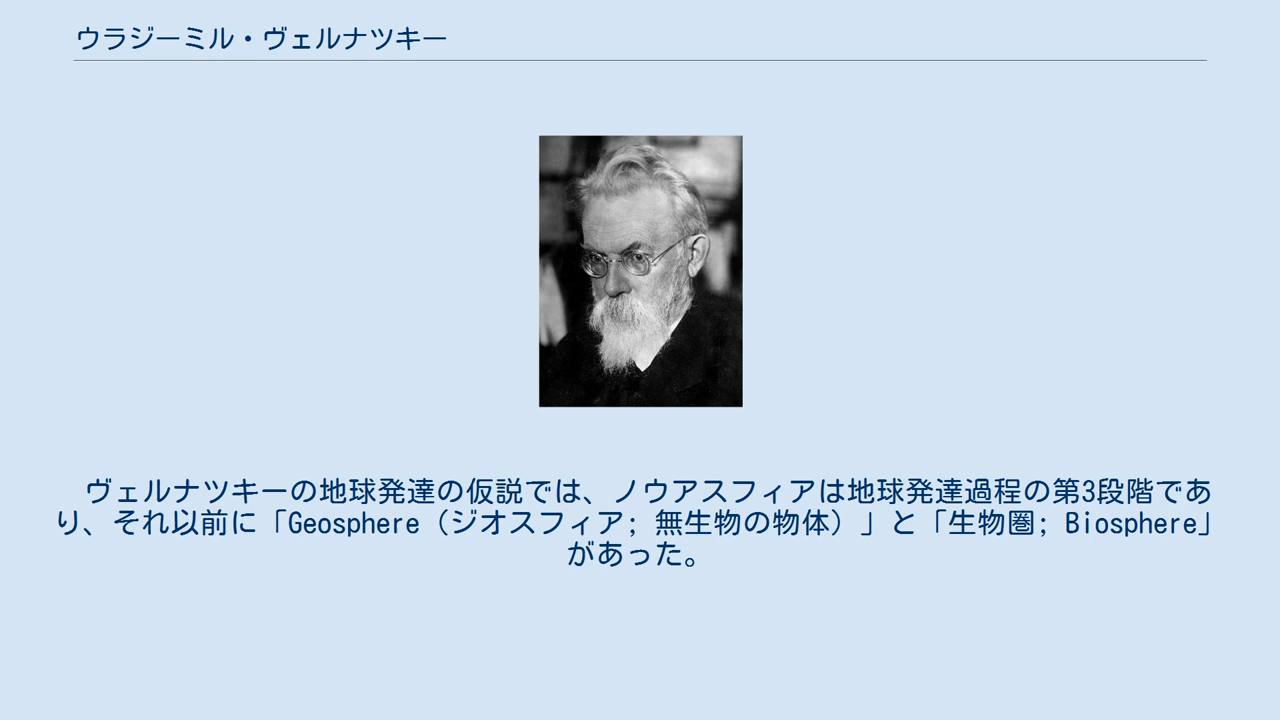 ウラジーミル・ヴェルナツキー
ヴェルナツキーの地球発達の仮説では、ノウアスフィアは地球発達過程の第3段階であ
り、それ以前に「Geosphere（ジオスフィア; 無生物の物体）」と「生物圏; Biosphere」
があった。